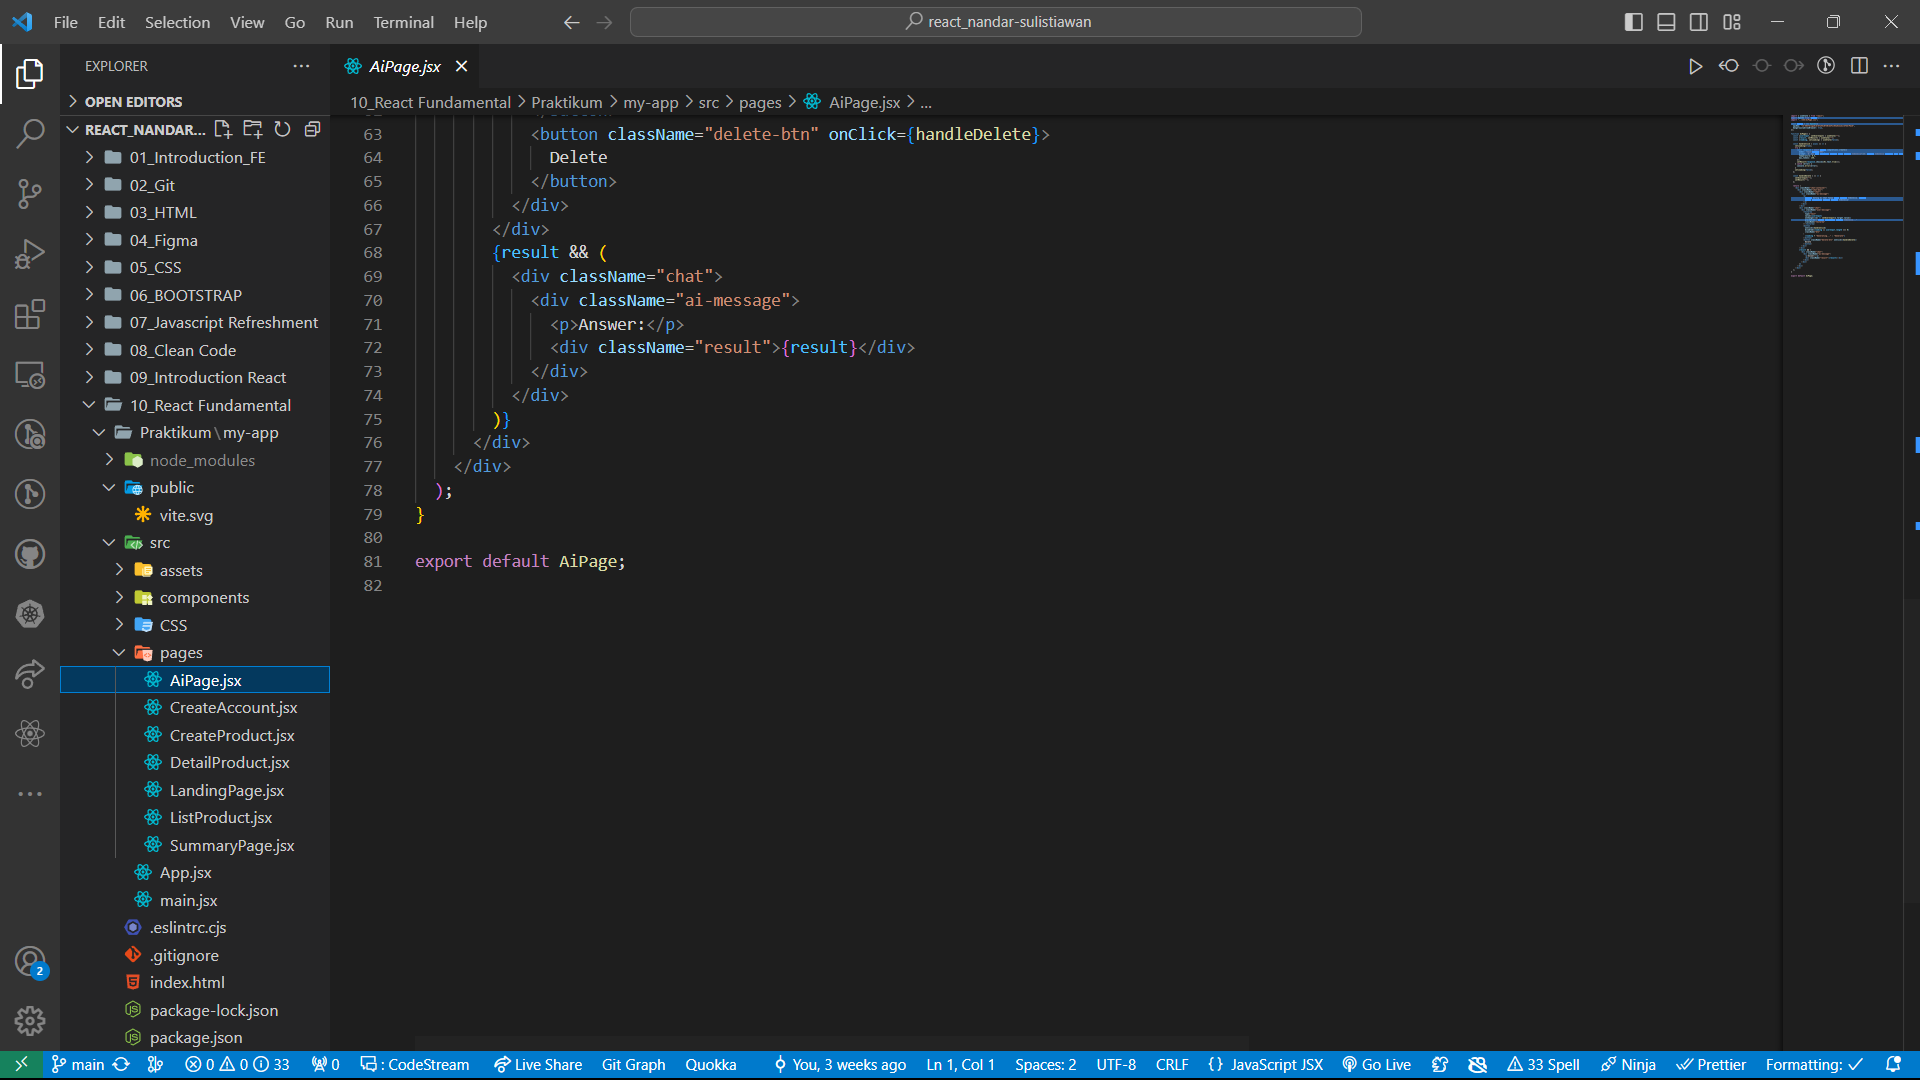 File Edit Selection View Go Run Terminal Help
react_nandar-sulistiawan
EXPLORER
OPEN EDITORS
REACT_NANDAR...
01_Introduction_FE
02_Git
03_HTML
04_Figma
05_CSS
06_BOOTSTRAP
07_Javascript Refreshment
08_Clean Code
09_Introduction React
10_React Fundamental
Praktikum\my-app
node_modules
public
vite.svg
src
assets
components
CSS
pages
AiPage.jsx
CreateAccount.jsx
CreateProduct.jsx
DetailProduct.jsx
LandingPage.jsx
ListProduct.jsx
SummaryPage.jsx
App.jsx
main.jsx
.eslintrc.cjs
.gitignore
index.html
package-lock.json
package.json
2
AiPage.jsx
10_React Fundamental > Praktikum > my-app > src > pages > AiPage.jsx > ...
63 <button className="delete-btn" onClick={handleDelete}>
64 Delete
65 </button>
66 </div>
67 </div>
68 {result && (
69 <div className="chat">
70 <div className="ai-message">
71 <p>Answer:</p>
72 <div className="result">{result}</div>
73 </div>
74 </div>
75 )}
76 </div>
77 </div>
78 );
79 }
80
81 export default AiPage;
82
main 0 0 33 0 : CodeStream Live Share Git Graph Quokka You, 3 weeks ago Ln 1, Col 1 Spaces: 2 UTF-8 CRLF {} JavaScript JSX Go Live 33 Spell Ninja Prettier Formatting: ✓